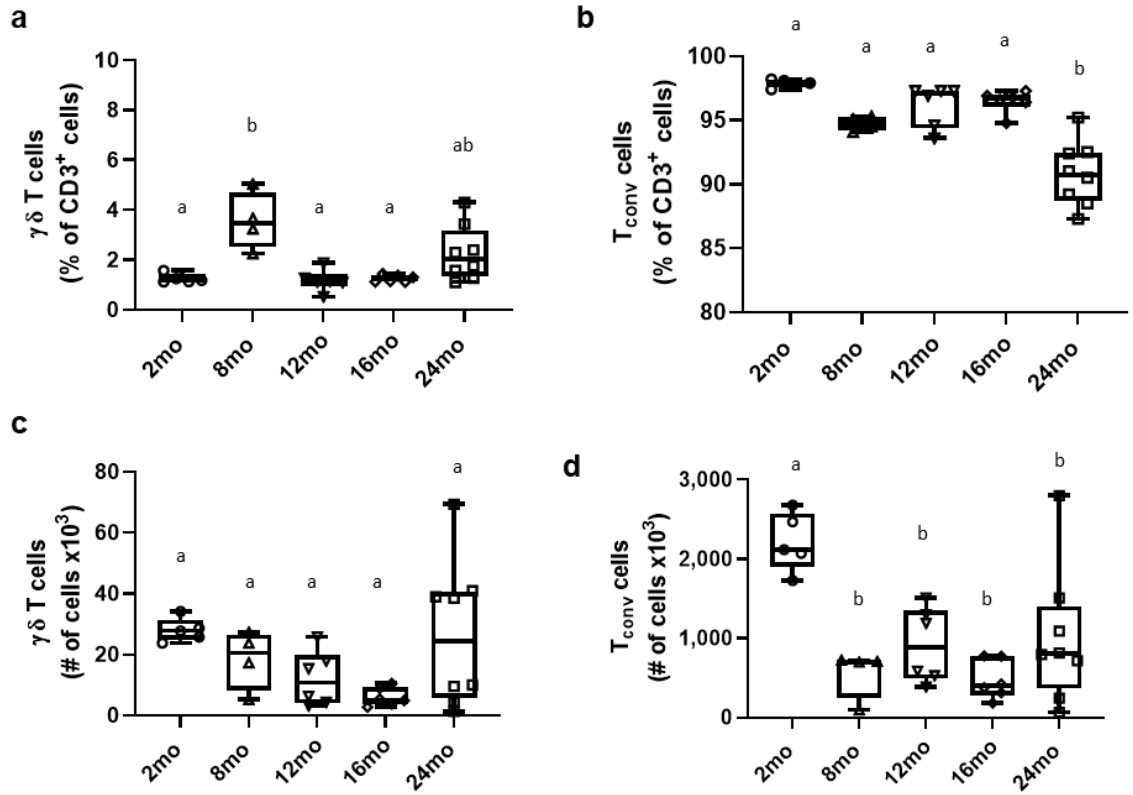 a
γδ T cells
(% of CD3⁺ cells)
10
8
6
4
2
0
a
b
a
a
ab
2mo
8mo
12mo
16mo
24mo
b
T_conv cells
(% of CD3⁺ cells)
100
95
90
85
80
a
a
a
a
b
2mo
8mo
12mo
16mo
24mo
c
γδ T cells
(# of cells x10³)
80
60
40
20
0
a
a
a
a
a
2mo
8mo
12mo
16mo
24mo
d
T_conv cells
(# of cells x10³)
3,000
2,000
1,000
0
a
b
b
b
b
2mo
8mo
12mo
16mo
24mo